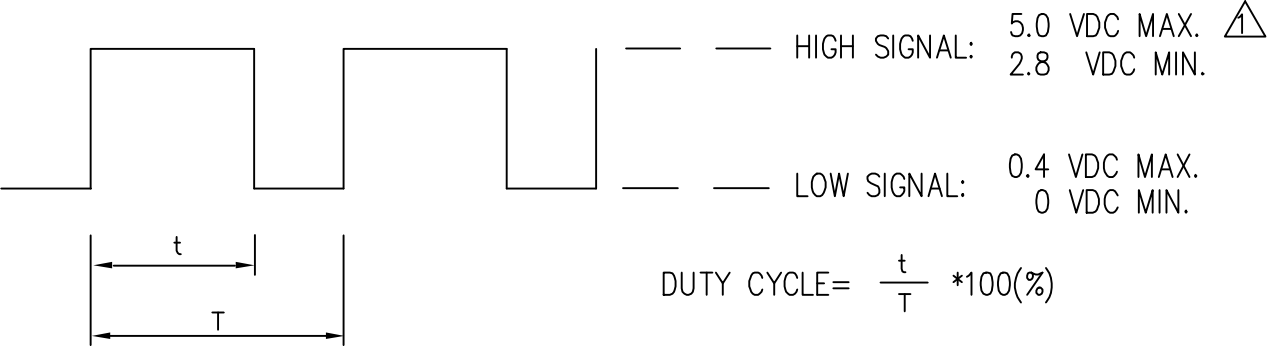 HIGH SIGNAL: 5.0 VDC MAX. 1
2.8 VDC MIN.
LOW SIGNAL: 0.4 VDC MAX.
0 VDC MIN.
t
T
DUTY CYCLE= t/T *100(%)